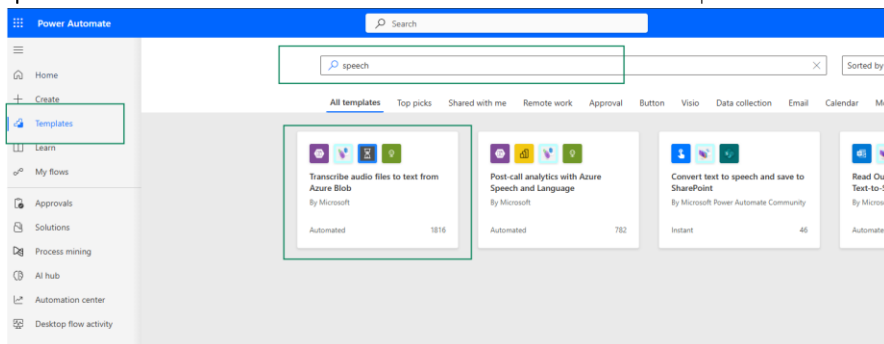 Power Automate
Search
Home
Create
Templates
Learn
My flows
Approvals
Solutions
Process mining
AI hub
Automation center
Desktop flow activity
speech
Sorted by
All templates Top picks Shared with me Remote work Approval Button Visio Data collection Email Calendar
Transcribe audio files to text from
Azure Blob
By Microsoft
Automated 1816
Post-call analytics with Azure
Speech and Language
By Microsoft
Automated 782
Convert text to speech and save to
SharePoint
By Microsoft Power Automate Community
Instant 46
Read Ou
Text-to-S
By Micros
Automate